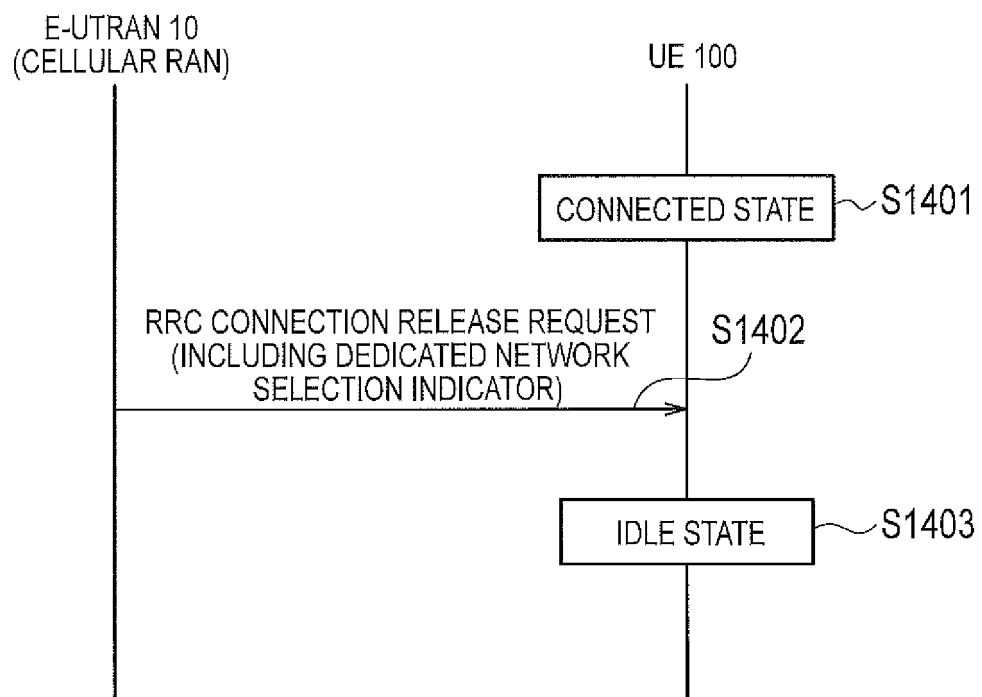 E-UTRAN 10
(CELLULAR RAN)
UE 100
CONNECTED STATE
S1401
RRC CONNECTION RELEASE REQUEST
(INCLUDING DEDICATED NETWORK
SELECTION INDICATOR)
S1402
IDLE STATE
S1403